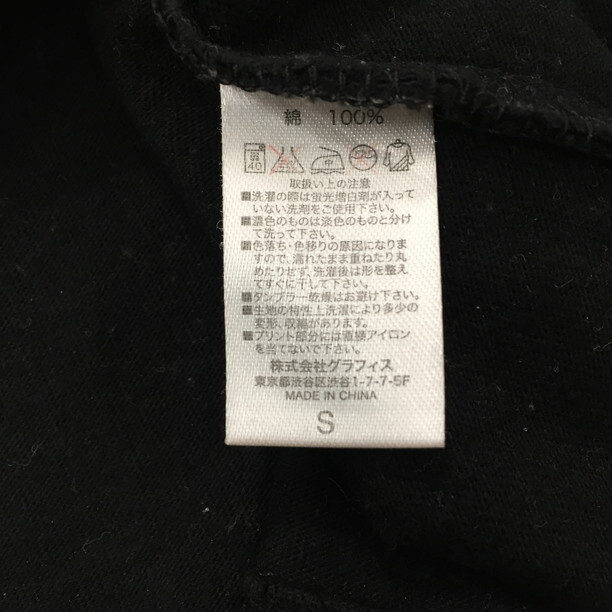 綿 100%
弱 40 中
取扱い上の注意
■洗濯の際は蛍光増白剤が入って
いない洗剤をご使用下さい。
■濃色のものは淡色のものと分け
て洗って下さい。
■色落ち・色移りの原因になりま
すので、濡れたまま重ねたり丸
めたりせず、洗濯後は形を整え
てすぐに干して下さい。
■タンブラー乾燥はお避け下さい。
■生地の特性上洗濯により多少の
変形、収縮があります。
■プリント部分には直接アイロン
を当てないで下さい。
株式会社グラフィス
東京都渋谷区渋谷1-7-7-5F
MADE IN CHINA
S